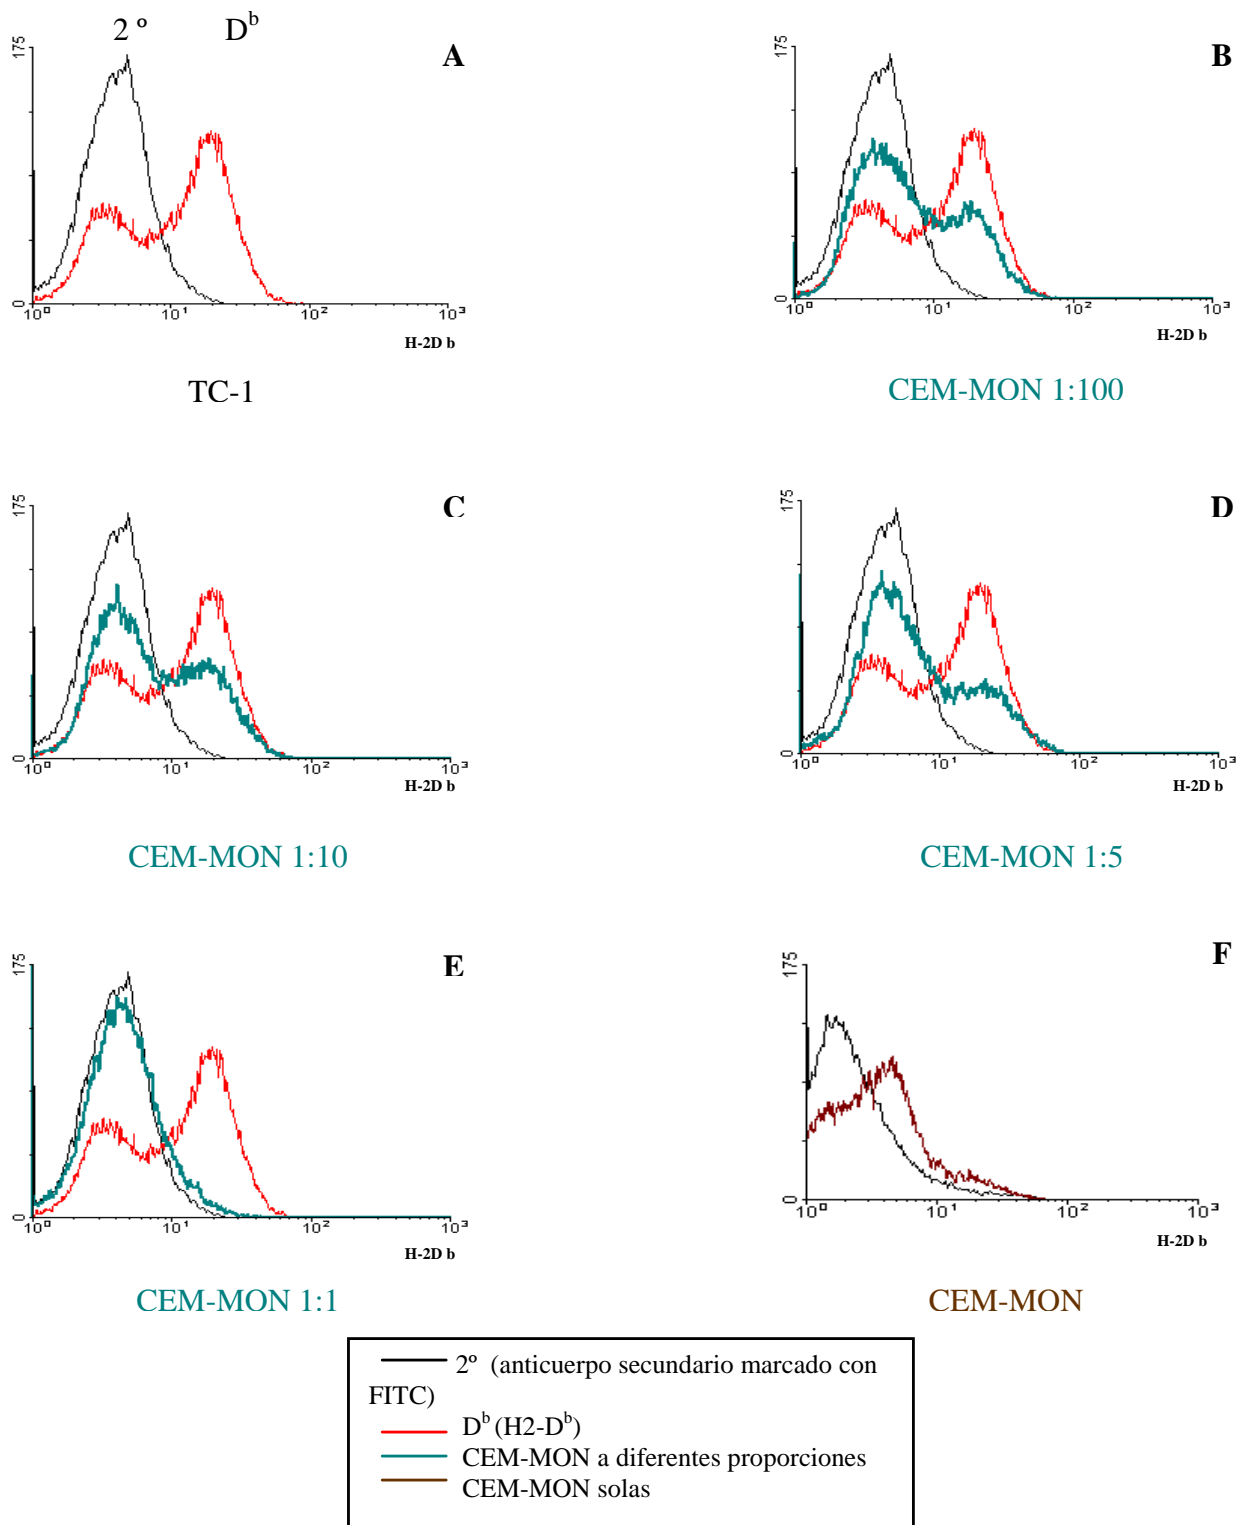 2 º D^b A
175
0
10⁰ 10¹ 10² 10³
H-2D b
TC-1
B
175
0
10⁰ 10¹ 10² 10³
H-2D b
CEM-MON 1:100
C
175
0
10⁰ 10¹ 10² 10³
H-2D b
CEM-MON 1:10
D
175
0
10⁰ 10¹ 10² 10³
H-2D b
CEM-MON 1:5
E
175
0
10⁰ 10¹ 10² 10³
H-2D b
CEM-MON 1:1
F
175
0
10⁰ 10¹ 10² 10³
H-2D b
CEM-MON
2º (anticuerpo secundario marcado con
FITC)
D^b (H2-D^b)
CEM-MON a diferentes proporciones
CEM-MON solas